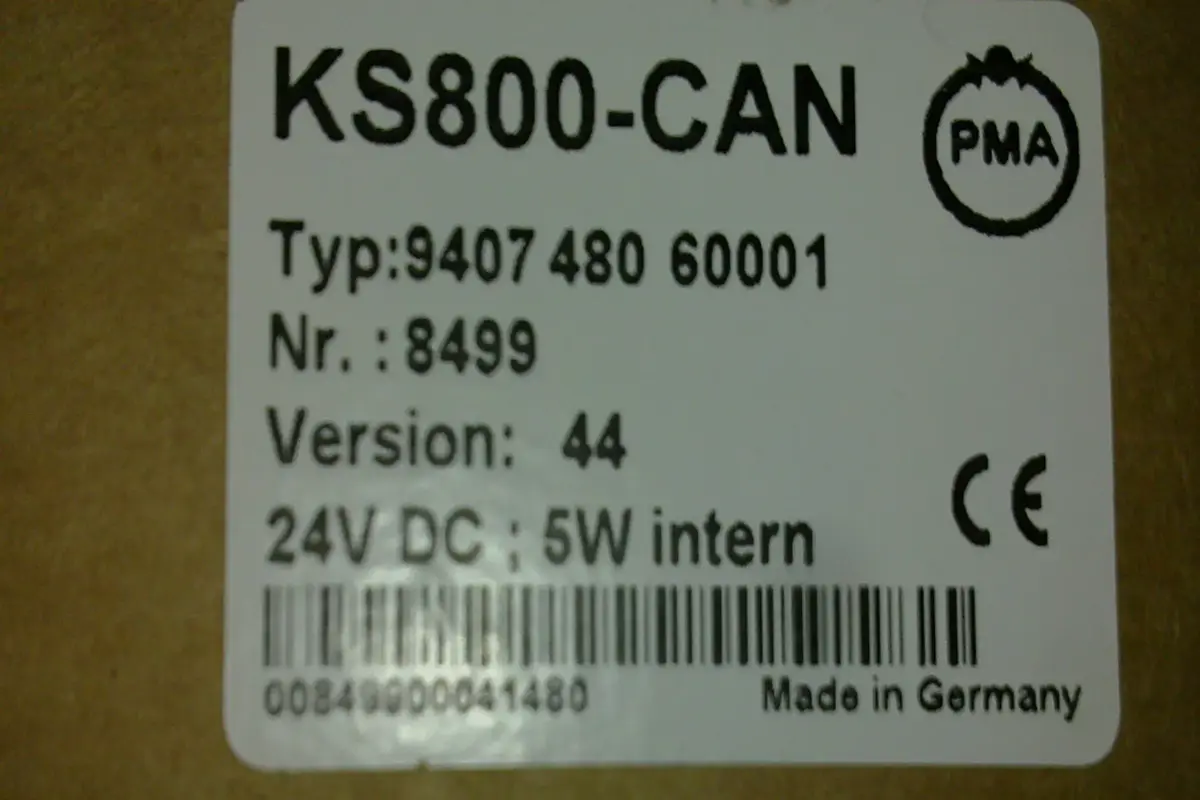 KS800-CAN
PMA
Typ:9407 480 60001
Nr. : 8499
Version: 44
24V DC ; 5W intern
CE
00849900041480
Made in Germany